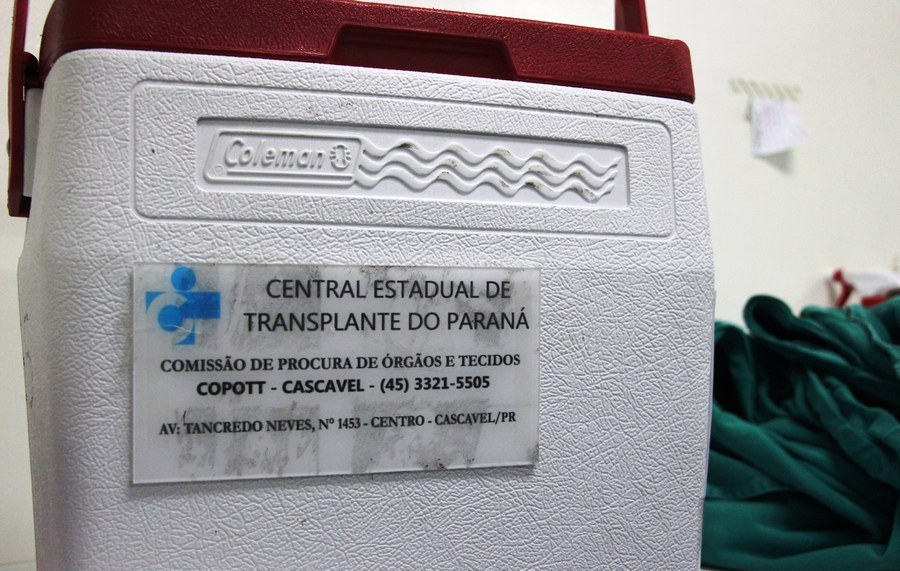 Coleman
CENTRAL ESTADUAL DE
TRANSPLANTE DO PARANÁ
COMISSÃO DE PROCURA DE ÓRGÃOS E TECIDOS
COPOTT - CASCAVEL - (45) 3321-5505
AV: TANCREDO NEVES, Nº 1453 - CENTRO - CASCAVEL/PR